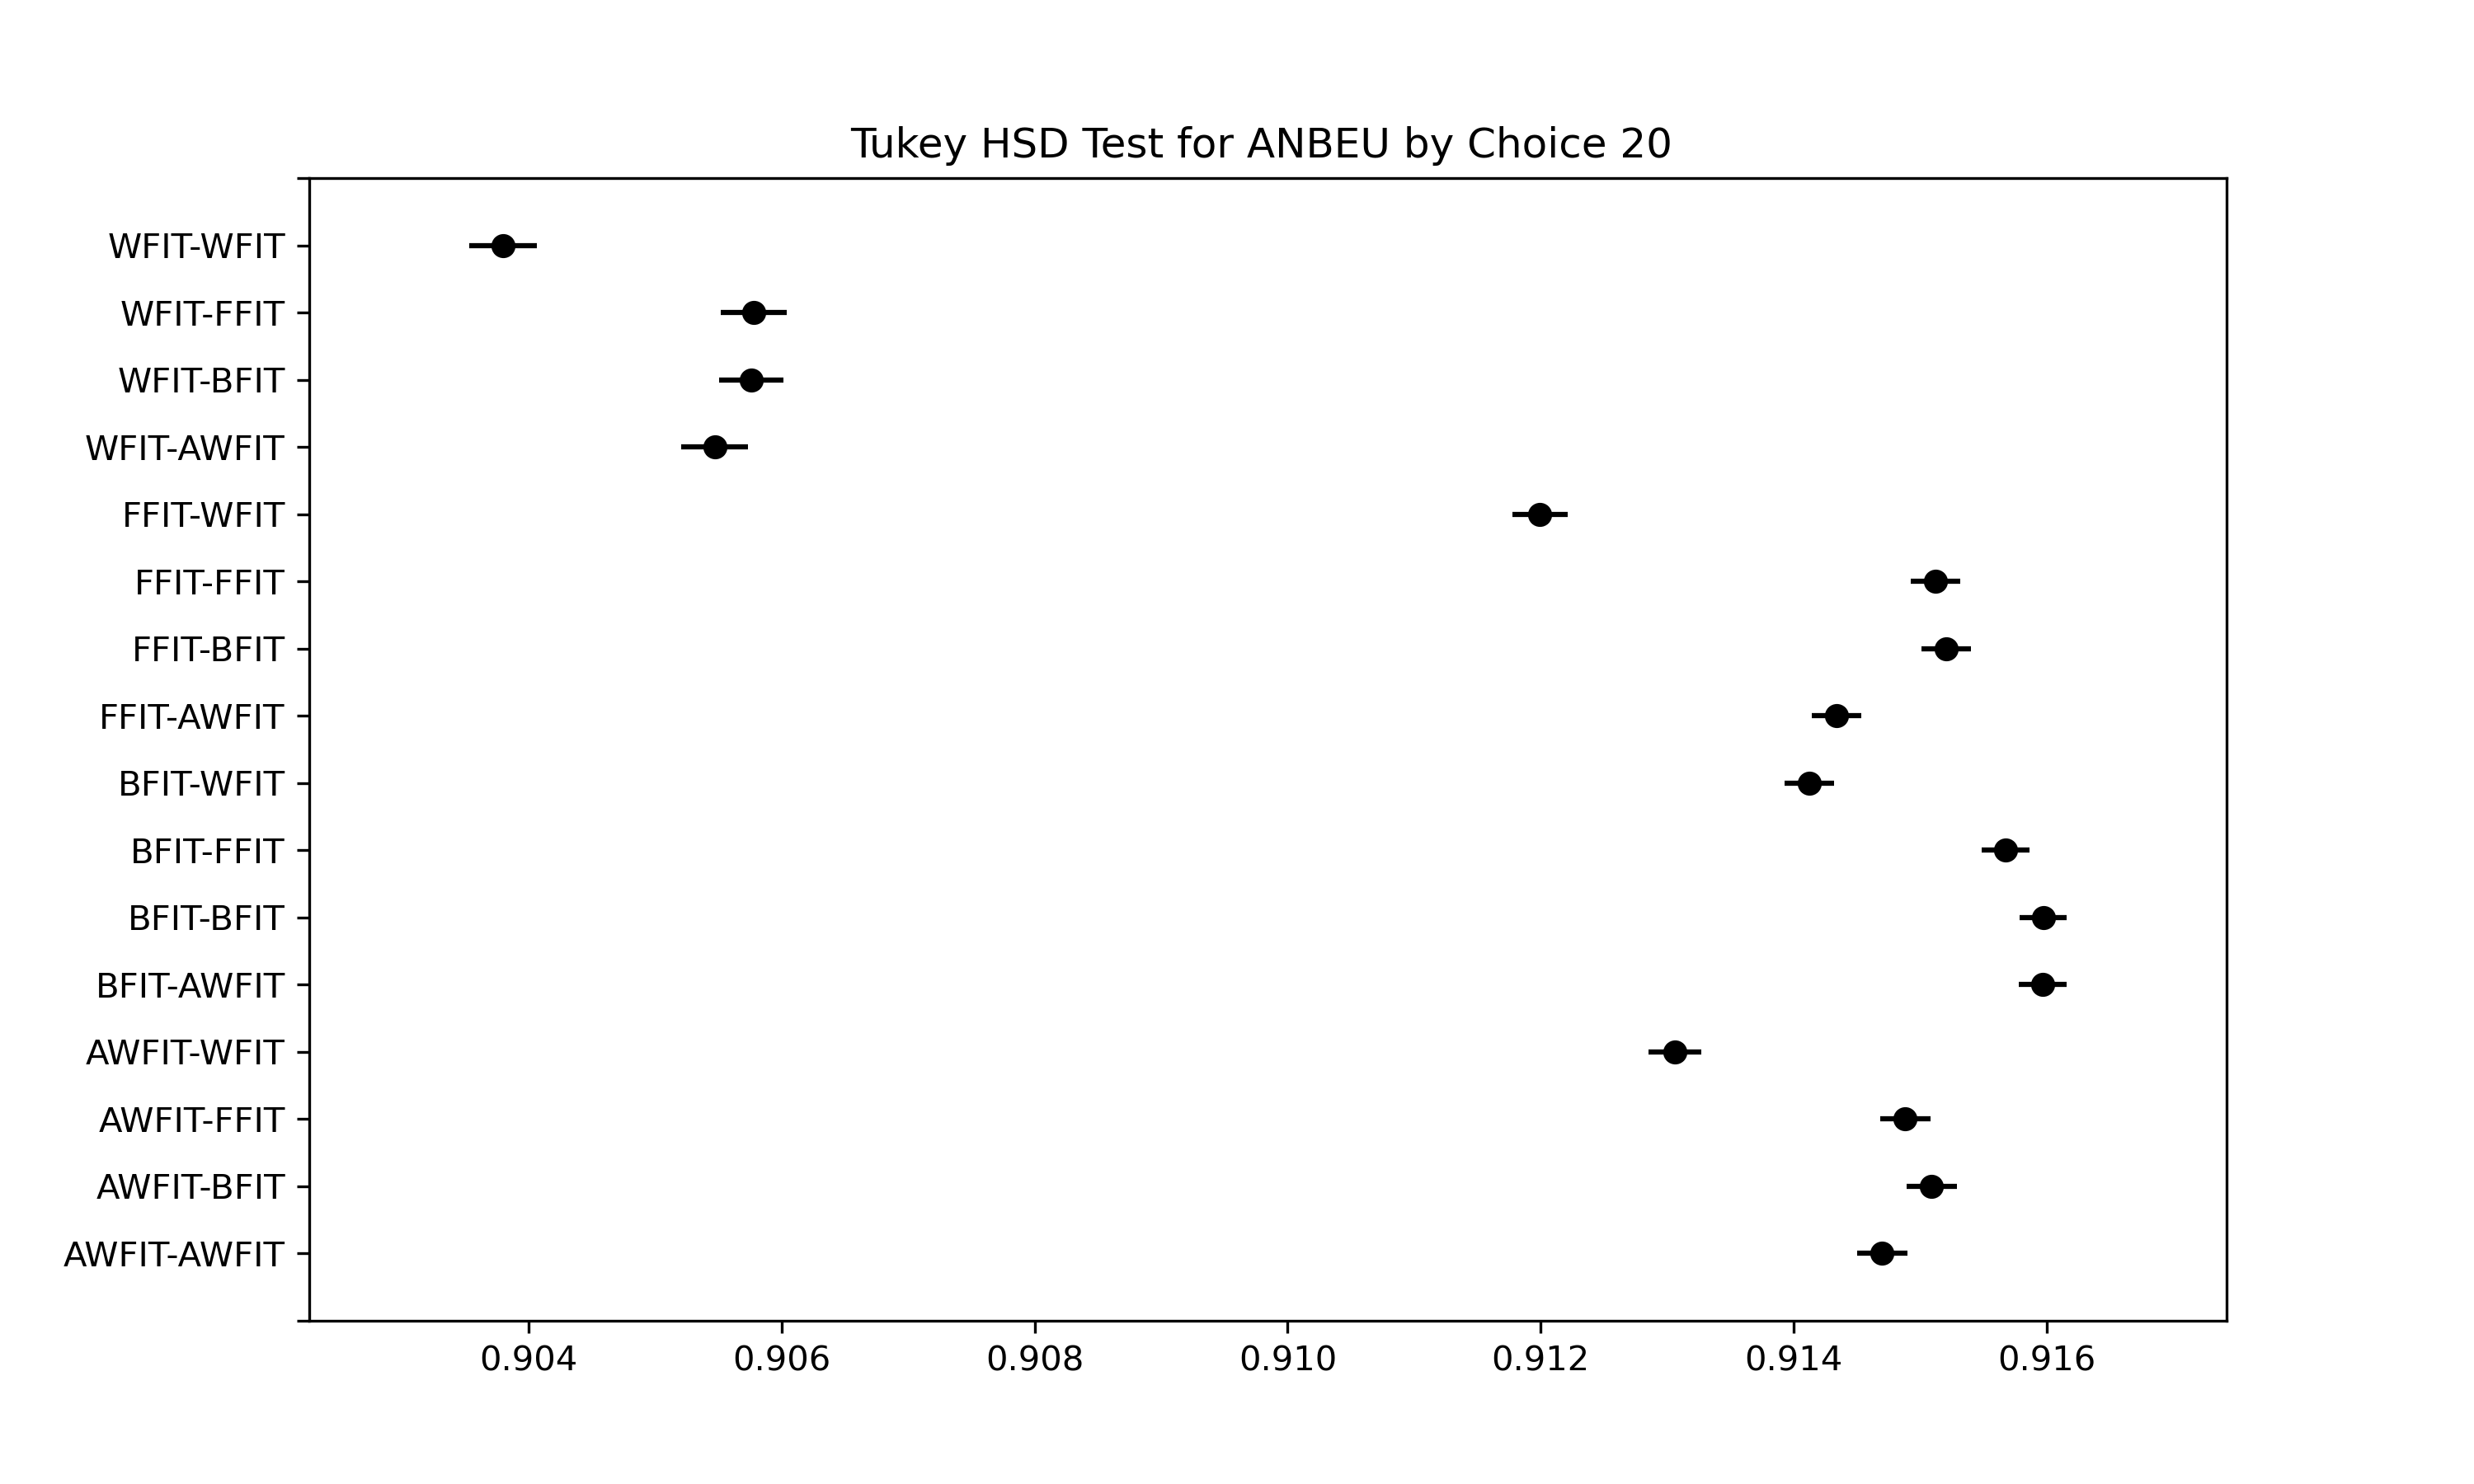 Tukey HSD Test for ANBEU by Choice 20
WFIT-WFIT
WFIT-FFIT
WFIT-BFIT
WFIT-AWFIT
FFIT-WFIT
FFIT-FFIT
FFIT-BFIT
FFIT-AWFIT
BFIT-WFIT
BFIT-FFIT
BFIT-BFIT
BFIT-AWFIT
AWFIT-WFIT
AWFIT-FFIT
AWFIT-BFIT
AWFIT-AWFIT
0.904 0.906 0.908 0.910 0.912 0.914 0.916